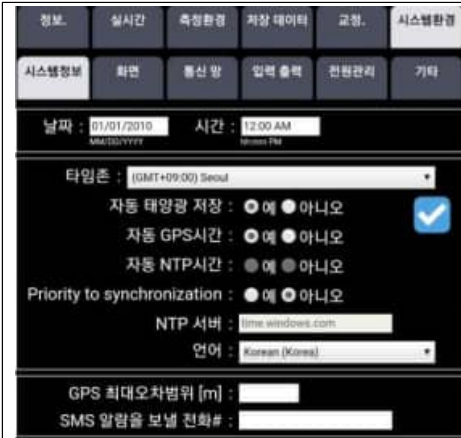 정보. 실시간 측정환경 저장 데이터 교정. 시스템환경
시스템정보 화면 통신 망 입력 출력 전원관리 기타
날짜 : 01/01/2010 시간 : 12:00 AM
MM/DD/YYYY hh:mm PM
타임존 : (GMT+09:00) Seoul
자동 태양광 저장 : 예 아니오
자동 GPS시간 : 예 아니오
자동 NTP시간 : 예 아니오
Priority to synchronization : 예 아니오
NTP 서버 : time.windows.com
언어 : Korean (Korea)
GPS 최대오차범위 [m] :
SMS 알람을 보낼 전화# :